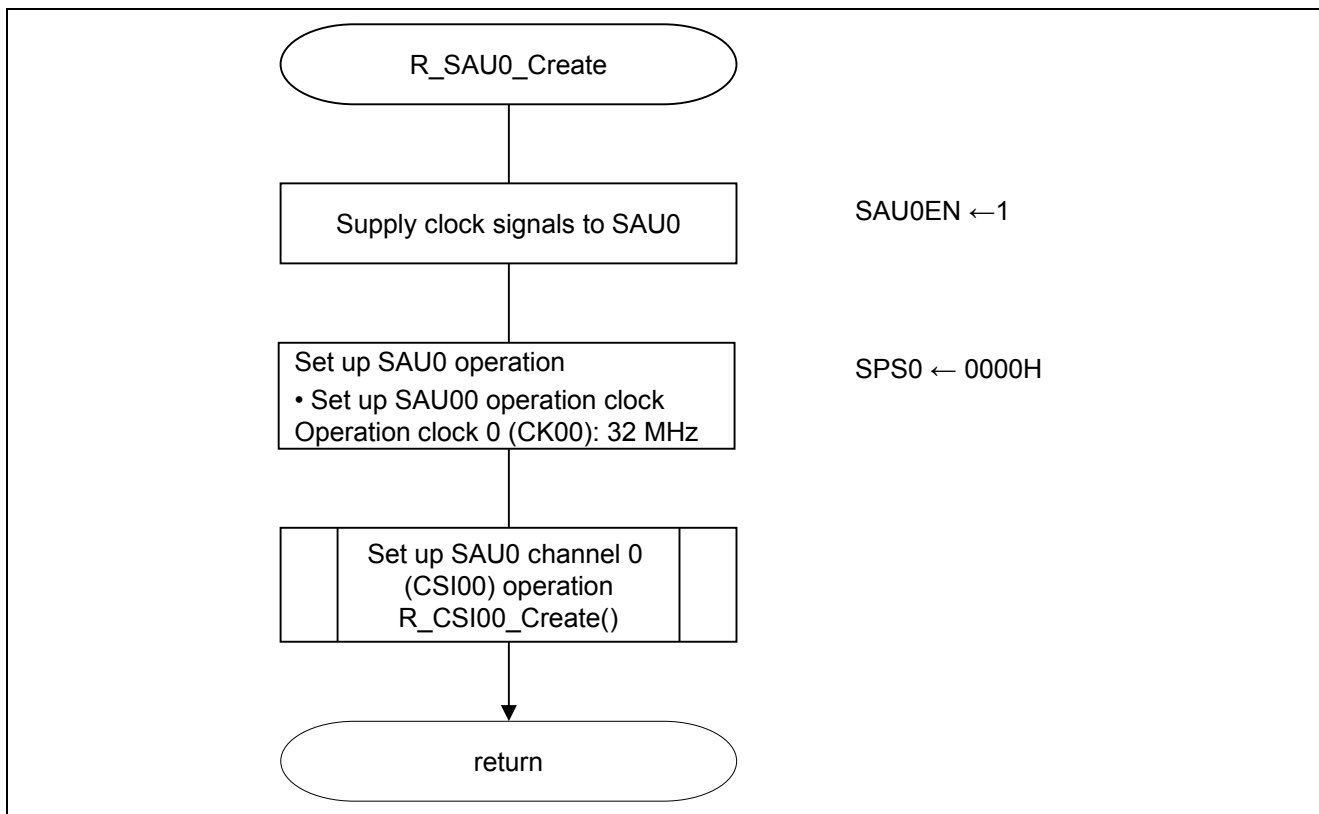 R_SAU0_Create
Supply clock signals to SAU0
SAU0EN ←1
Set up SAU0 operation
• Set up SAU00 operation clock
Operation clock 0 (CK00): 32 MHz
SPS0 ← 0000H
Set up SAU0 channel 0
(CSI00) operation
R_CSI00_Create()
return